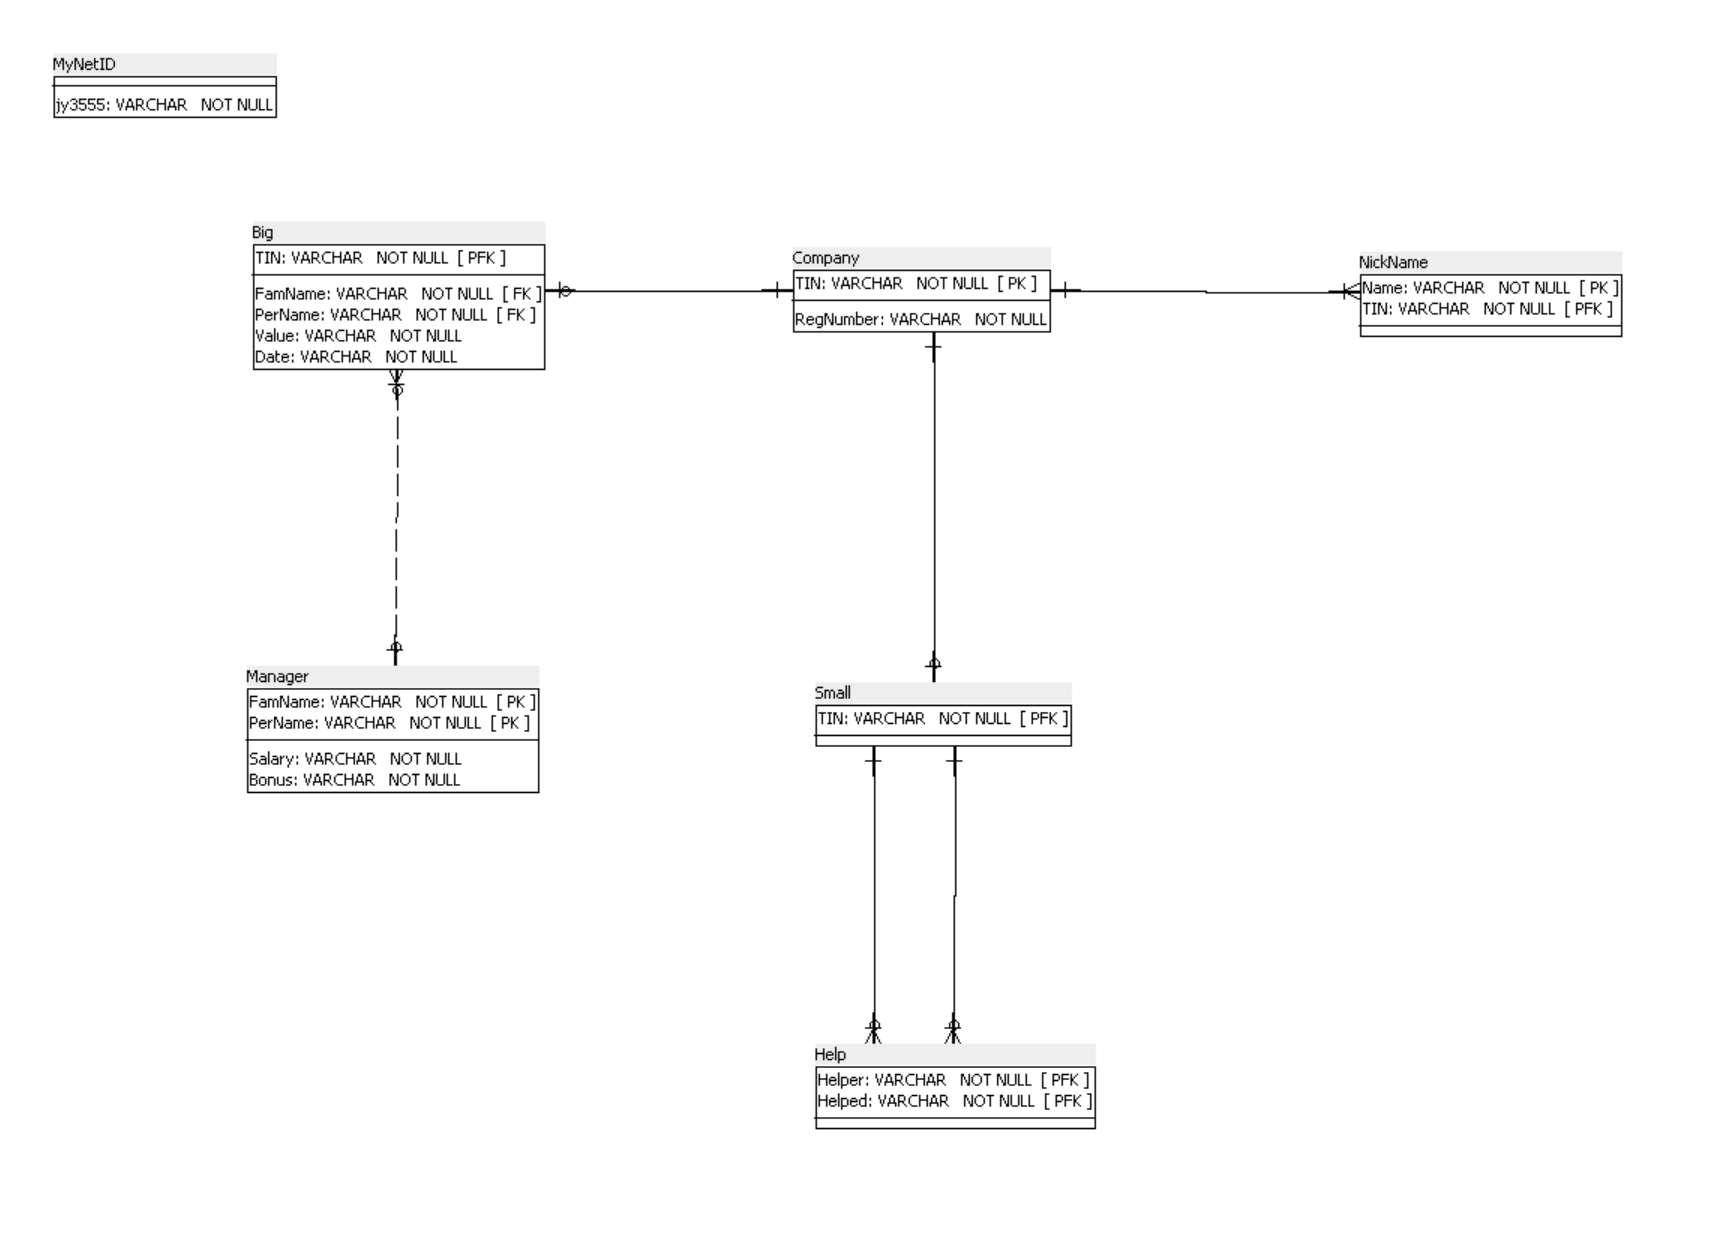 MyNetID
jy3555: VARCHAR NOT NULL
Big
TIN: VARCHAR NOT NULL [ PFK ]
FamName: VARCHAR NOT NULL [ FK ]
PerName: VARCHAR NOT NULL [ FK ]
Value: VARCHAR NOT NULL
Date: VARCHAR NOT NULL
Company
TIN: VARCHAR NOT NULL [ PK ]
RegNumber: VARCHAR NOT NULL
NickName
Name: VARCHAR NOT NULL [ PK ]
TIN: VARCHAR NOT NULL [ PFK ]
Manager
FamName: VARCHAR NOT NULL [ PK ]
PerName: VARCHAR NOT NULL [ PK ]
Salary: VARCHAR NOT NULL
Bonus: VARCHAR NOT NULL
Small
TIN: VARCHAR NOT NULL [ PFK ]
Help
Helper: VARCHAR NOT NULL [ PFK ]
Helped: VARCHAR NOT NULL [ PFK ]